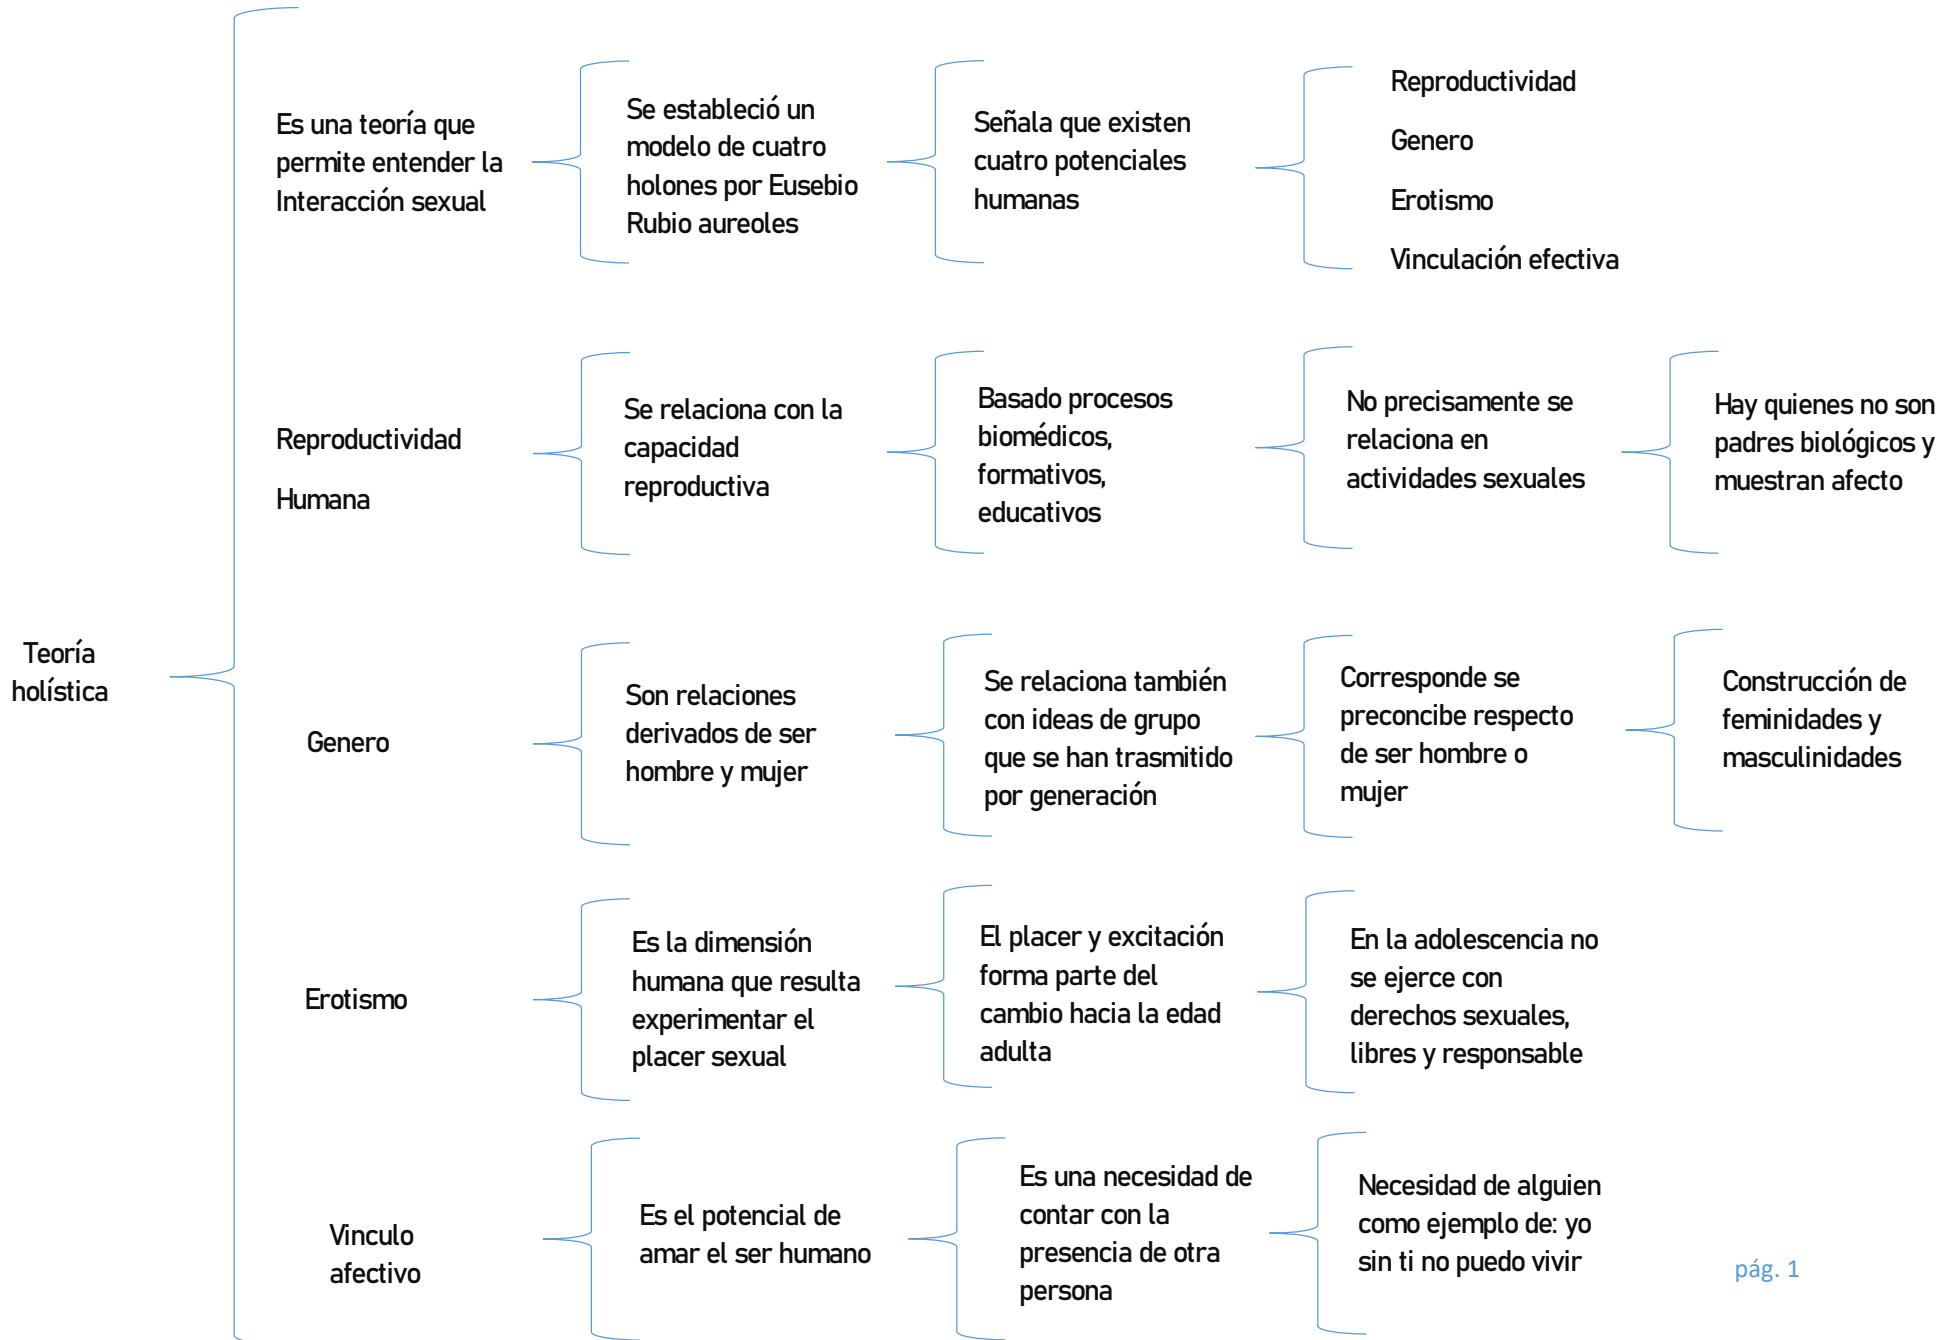 Teoría
holística
Es una teoría que
permite entender la
Interacción sexual
Se estableció un
modelo de cuatro
holones por Eusebio
Rubio aureoles
Señala que existen
cuatro potenciales
humanas
Reproductividad
Genero
Erotismo
Vinculación efectiva
Reproductividad
Humana
Se relaciona con la
capacidad
reproductiva
Basado procesos
biomédicos,
formativos,
educativos
No precisamente se
relaciona en
actividades sexuales
Hay quienes no son
padres biológicos y
muestran afecto
Genero
Son relaciones
derivados de ser
hombre y mujer
Se relaciona también
con ideas de grupo
que se han trasmitido
por generación
Corresponde se
preconcibe respecto
de ser hombre o
mujer
Construcción de
feminidades y
masculinidades
Erotismo
Es la dimensión
humana que resulta
experimentar el
placer sexual
El placer y excitación
forma parte del
cambio hacia la edad
adulta
En la adolescencia no
se ejerce con
derechos sexuales,
libres y responsable
Vinculo
afectivo
Es el potencial de
amar el ser humano
Es una necesidad de
contar con la
presencia de otra
persona
Necesidad de alguien
como ejemplo de: yo
sin ti no puedo vivir
pág. 1